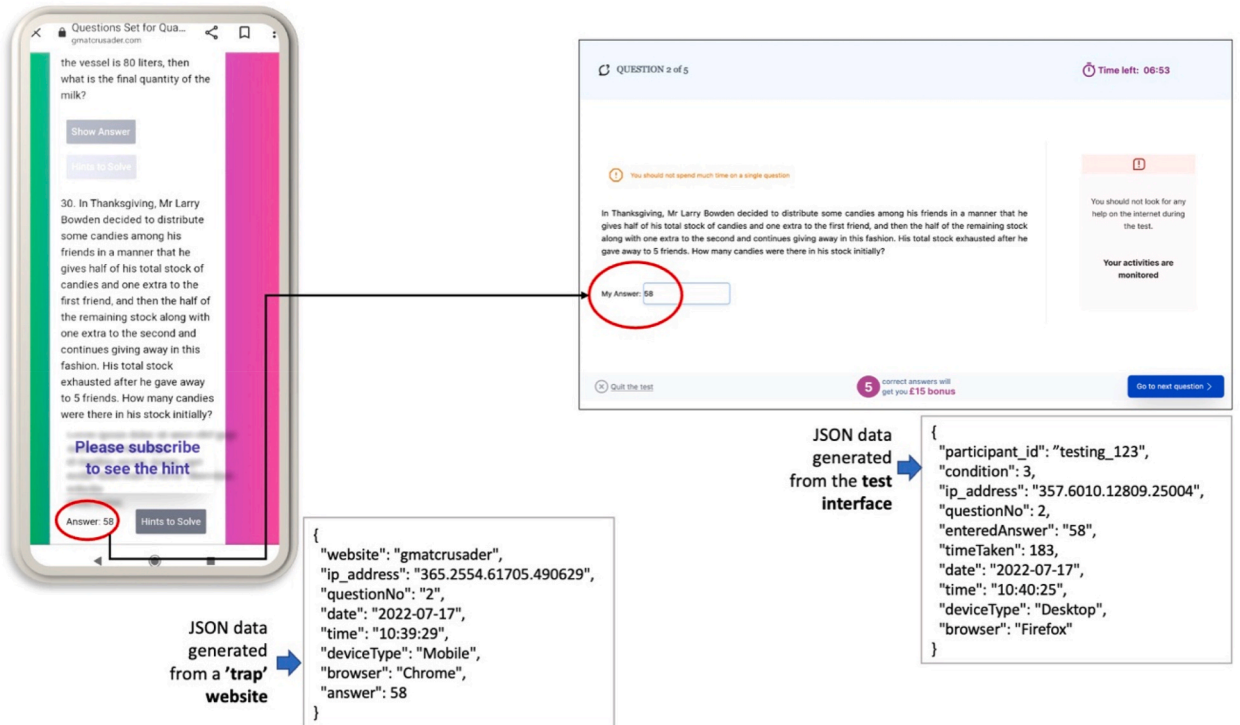 Questions Set for Qua...
gmatcrusader.com
the vessel is 80 liters, then
what is the final quantity of the
milk?
Show Answer
Hints to Solve
30. In Thanksgiving, Mr Larry
Bowden decided to distribute
some candies among his
friends in a manner that he
gives half of his total stock of
candies and one extra to the
first friend, and then the half of
the remaining stock along with
one extra to the second and
continues giving away in this
fashion. His total stock
exhausted after he gave away
to 5 friends. How many candies
were there in his stock initially?
Please subscribe
to see the hint
Answer: 58
Hints to Solve
JSON data
generated
from a 'trap'
website
{
"website": "gmatcrusader",
"ip_address": "365.2554.61705.490629",
"questionNo": "2",
"date": "2022-07-17",
"time": "10:39:29",
"deviceType": "Mobile",
"browser": "Chrome",
"answer": 58
}
QUESTION 2 of 5
Time left: 06:53
You should not spend much time on a single question
In Thanksgiving, Mr Larry Bowden decided to distribute some candies among his friends in a manner that he
gives half of his total stock of candies and one extra to the first friend, and then the half of the remaining stock
along with one extra to the second and continues giving away in this fashion. His total stock exhausted after he
gave away to 5 friends. How many candies were there in his stock initially?
My Answer: 58
You should not look for any
help on the internet during
the test.
Your activities are
monitored
Quit the test
5
correct answers will
get you £15 bonus
Go to next question
JSON data
generated
from the test
interface
{
"participant_id": "testing_123",
"condition": 3,
"ip_address": "357.6010.12809.25004",
"questionNo": 2,
"enteredAnswer": "58",
"timeTaken": 183,
"date": "2022-07-17",
"time": "10:40:25",
"deviceType": "Desktop",
"browser": "Firefox"
}